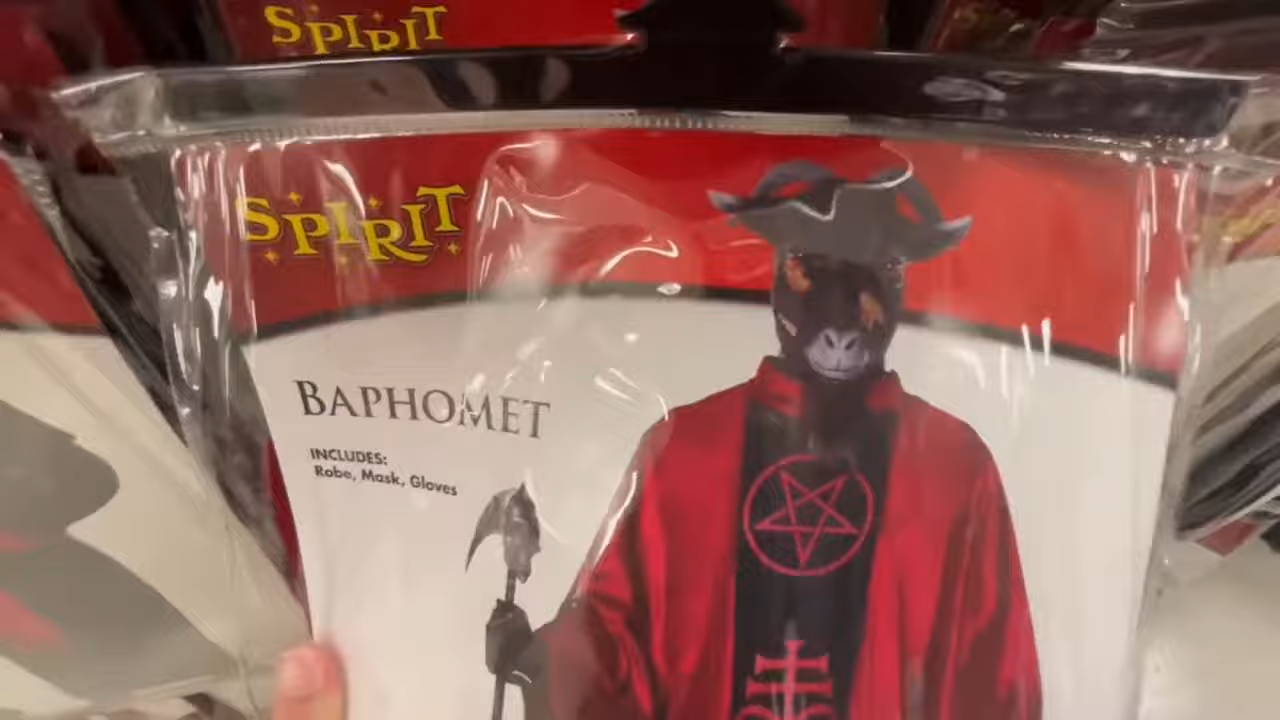 SPIRIT
SPIRIT
BAPHOMET
INCLUDES:
Robe, Mask, Gloves